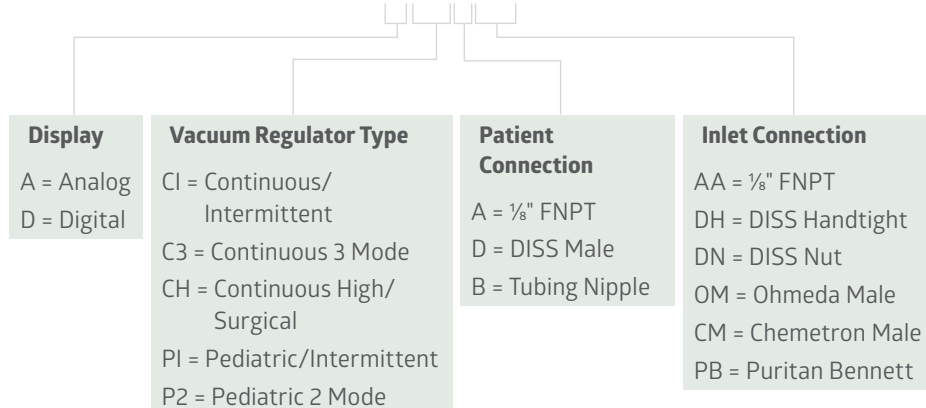 Display
A = Analog
D = Digital
Vacuum Regulator Type
CI = Continuous/
Intermittent
C3 = Continuous 3 Mode
CH = Continuous High/
Surgical
PI = Pediatric/Intermittent
P2 = Pediatric 2 Mode
Patient
Connection
A = ⅛" FNPT
D = DISS Male
B = Tubing Nipple
Inlet Connection
AA = ⅛" FNPT
DH = DISS Handtight
DN = DISS Nut
OM = Ohmeda Male
CM = Chemetron Male
PB = Puritan Bennett